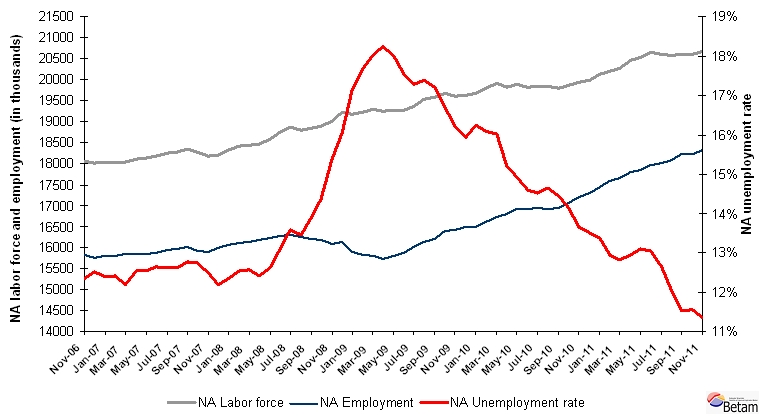 NA labor force and employment (in thousands)
21500
21000
20500
20000
19500
19000
18500
18000
17500
17000
16500
16000
15500
15000
14500
14000
19%
18%
17%
16%
15%
14%
13%
12%
11%
NA unemployment rate
Nov-06
Jan-07
Mar-07
May-07
Jul-07
Sep-07
Nov-07
Jan-08
Mar-08
May-08
Jul-08
Sep-08
Nov-08
Jan-09
Mar-09
May-09
Jul-09
Sep-09
Nov-09
Jan-10
Mar-10
May-10
Jul-10
Sep-10
Nov-10
Jan-11
Mar-11
May-11
Jul-11
Sep-11
Nov-11
NA Labor force
NA Employment
NA Unemployment rate
Betam